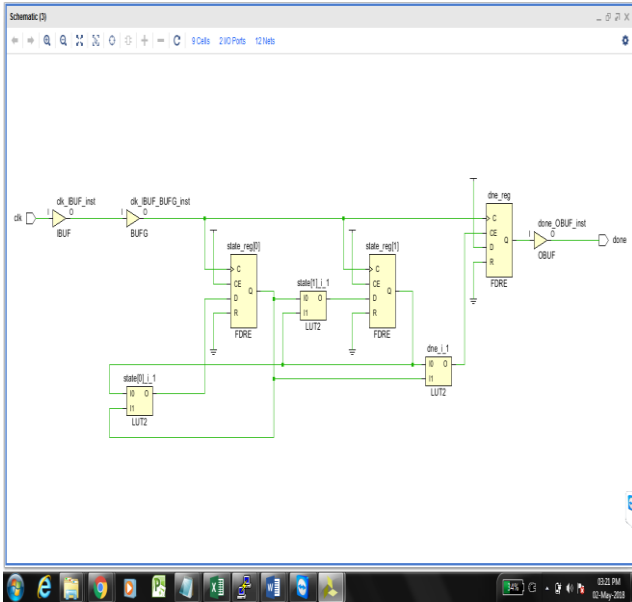 Schematic (3)
9 Cells 2 I/O Ports 12 Nets
dne_reg
clk_IBUF_inst
clk_IBUF_BUFG_inst
clk
I O
I O
IBUF
BUFG
C
CE
D
R
Q
FDRE
done_OBUF_inst
I O
OBUF
done
state_reg[0]
C
CE
D
R
Q
FDRE
state[1]_i_1
I0 O
I1
LUT2
state_reg[1]
C
CE
D
R
Q
FDRE
dne_i_1
I0 O
I1
LUT2
state[0]_i_1
I0 O
I1
LUT2
94%
03:21 PM
02-May-2018